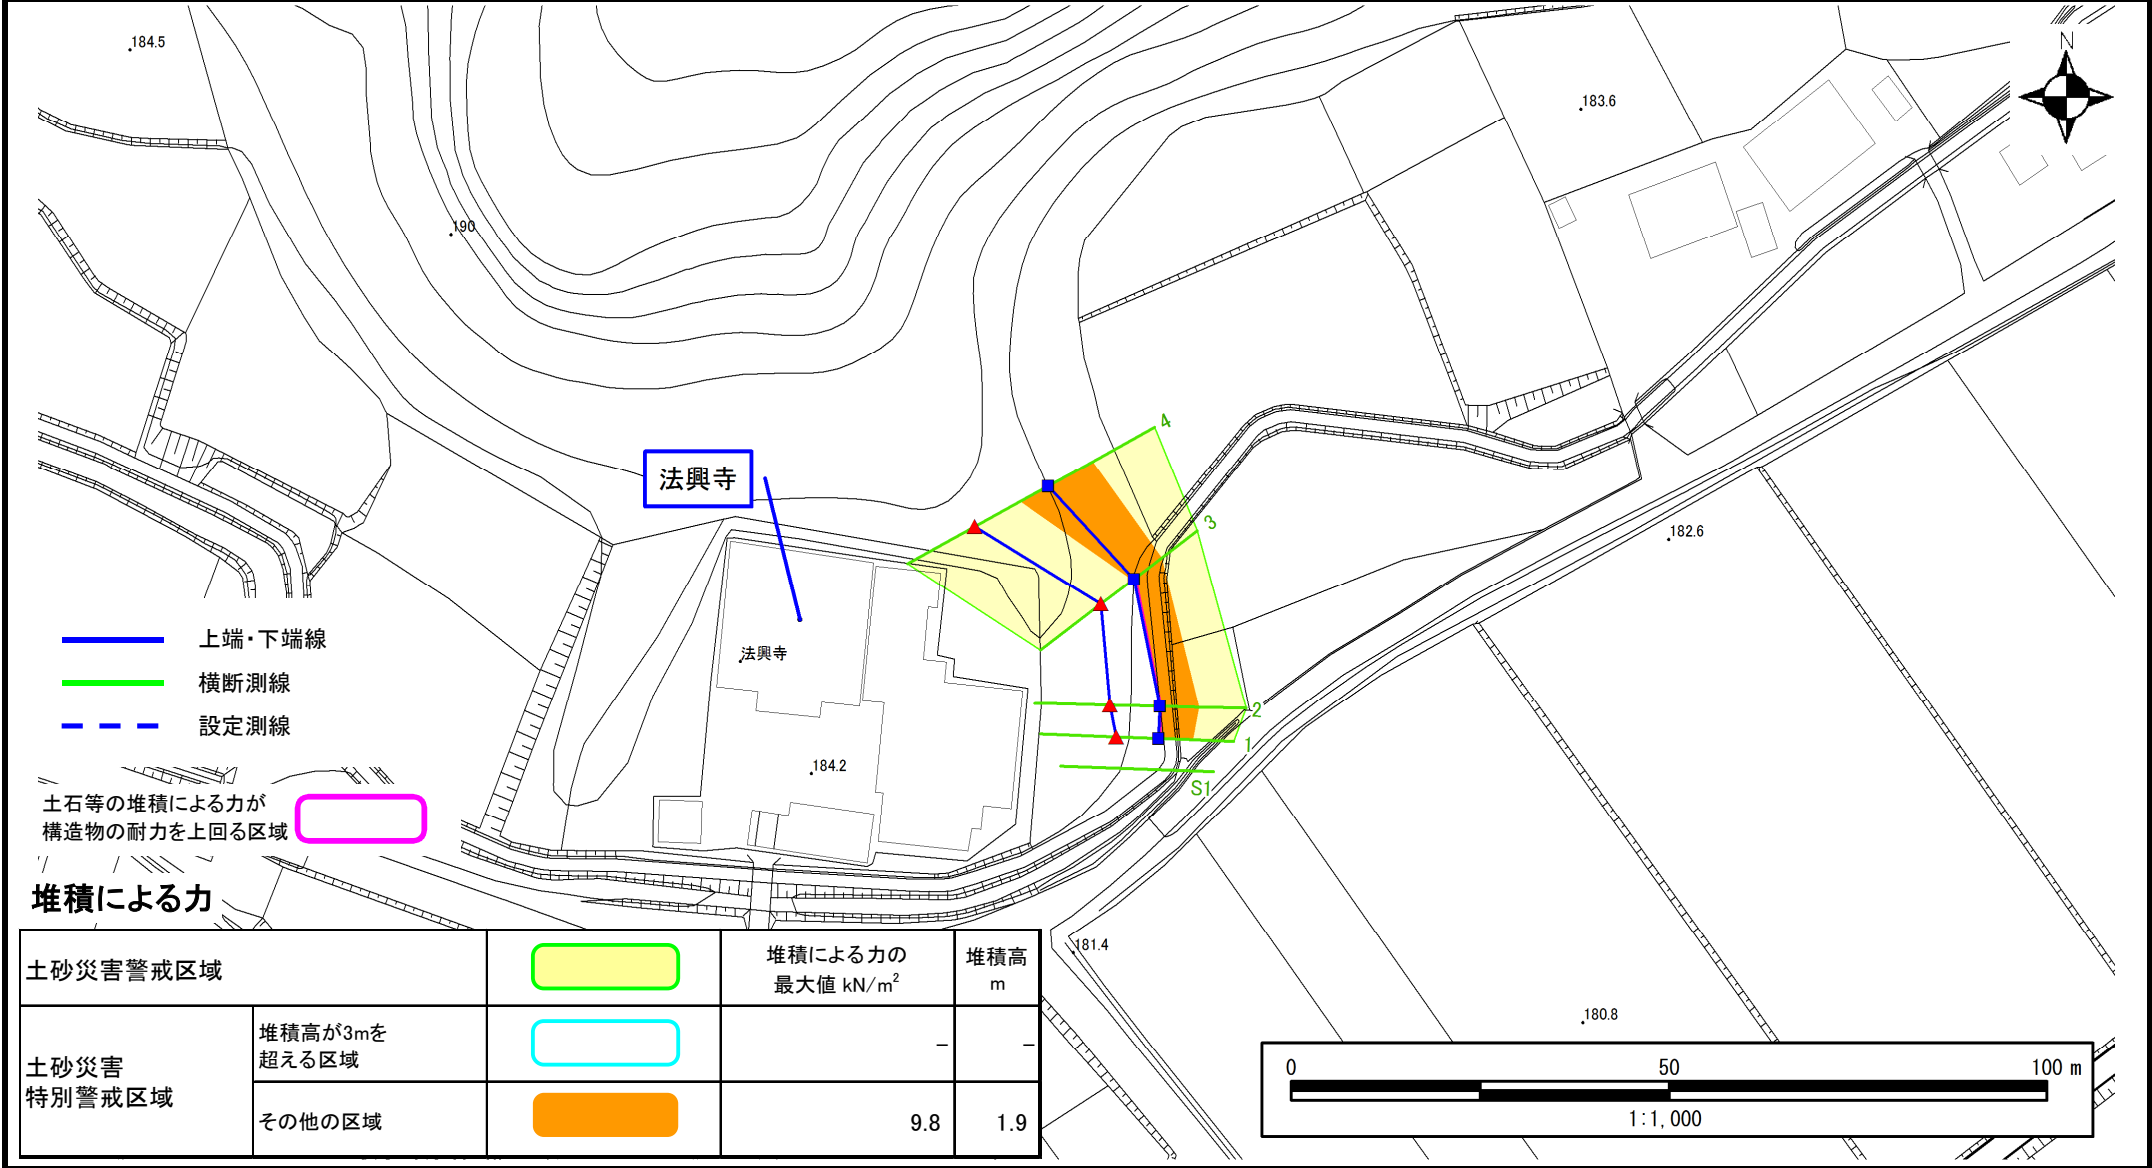 184.5
N
183.6
190
4
法興寺
3
182.6
上端・下端線
法興寺
横断測線
2
設定測線
1
184.2
S1
土石等の堆積による力が
構造物の耐力を上回る区域
堆積による力
181.4
土砂災害警戒区域
堆積による力の
最大値 kN/m²
堆積高
m
土砂災害
特別警戒区域
堆積高が3mを
超える区域
－
－
その他の区域
9.8
1.9
180.8
0 50 100 m
1:1,000